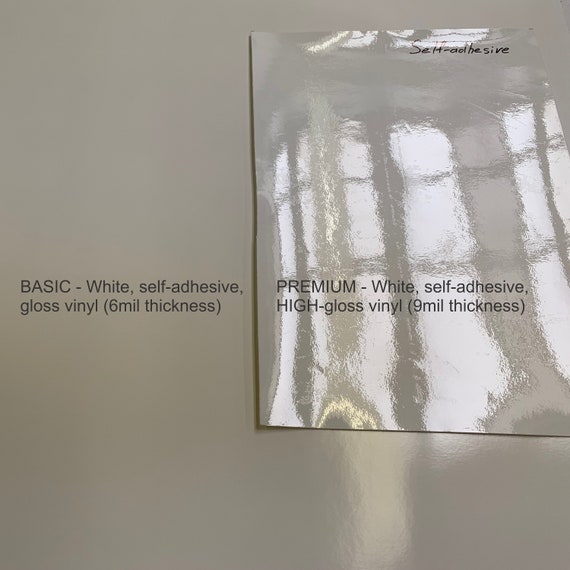 Self-adhesive
BASIC - White, self-adhesive,
gloss vinyl (6mil thickness)
PREMIUM - White, self-adhesive,
HIGH-gloss vinyl (9mil thickness)